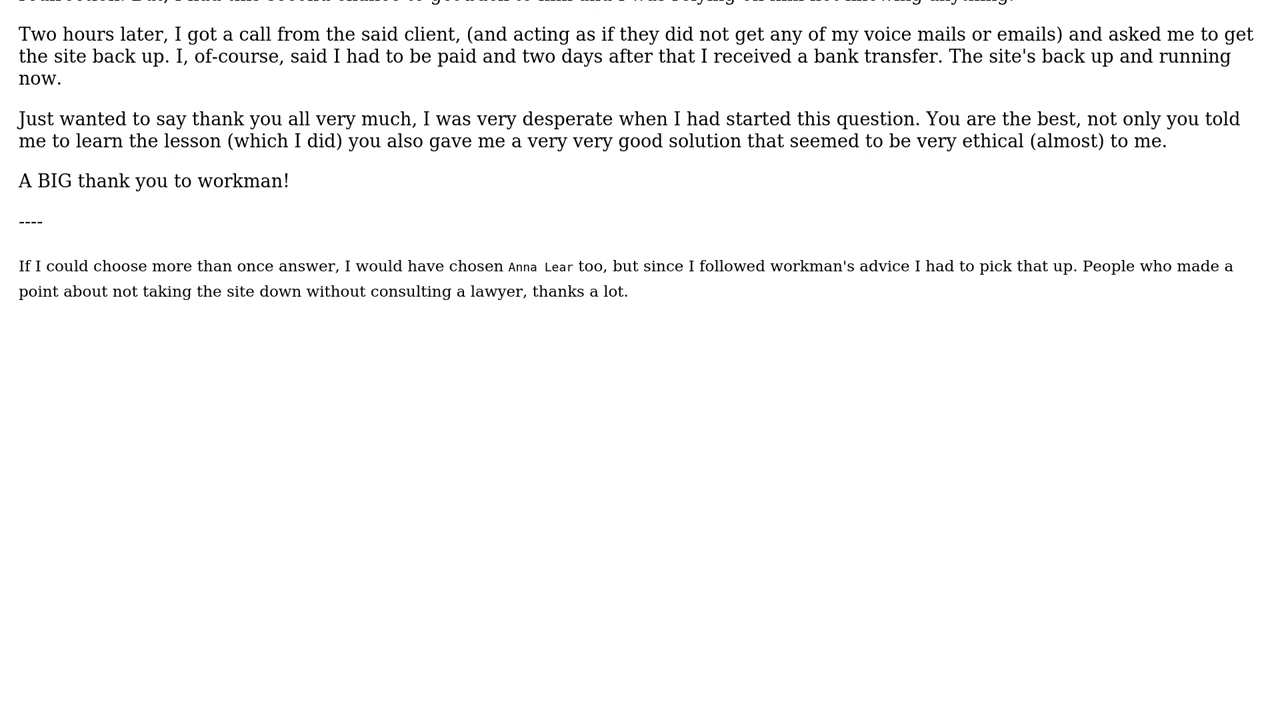 Two hours later, I got a call from the said client, (and acting as if they did not get any of my voice mails or emails) and asked me to get
the site back up. I, of-course, said I had to be paid and two days after that I received a bank transfer. The site's back up and running
now.
Just wanted to say thank you all very much, I was very desperate when I had started this question. You are the best, not only you told
me to learn the lesson (which I did) you also gave me a very very good solution that seemed to be very ethical (almost) to me.
A BIG thank you to workman!
----
If I could choose more than once answer, I would have chosen Anna Lear too, but since I followed workman's advice I had to pick that up. People who made a
point about not taking the site down without consulting a lawyer, thanks a lot.